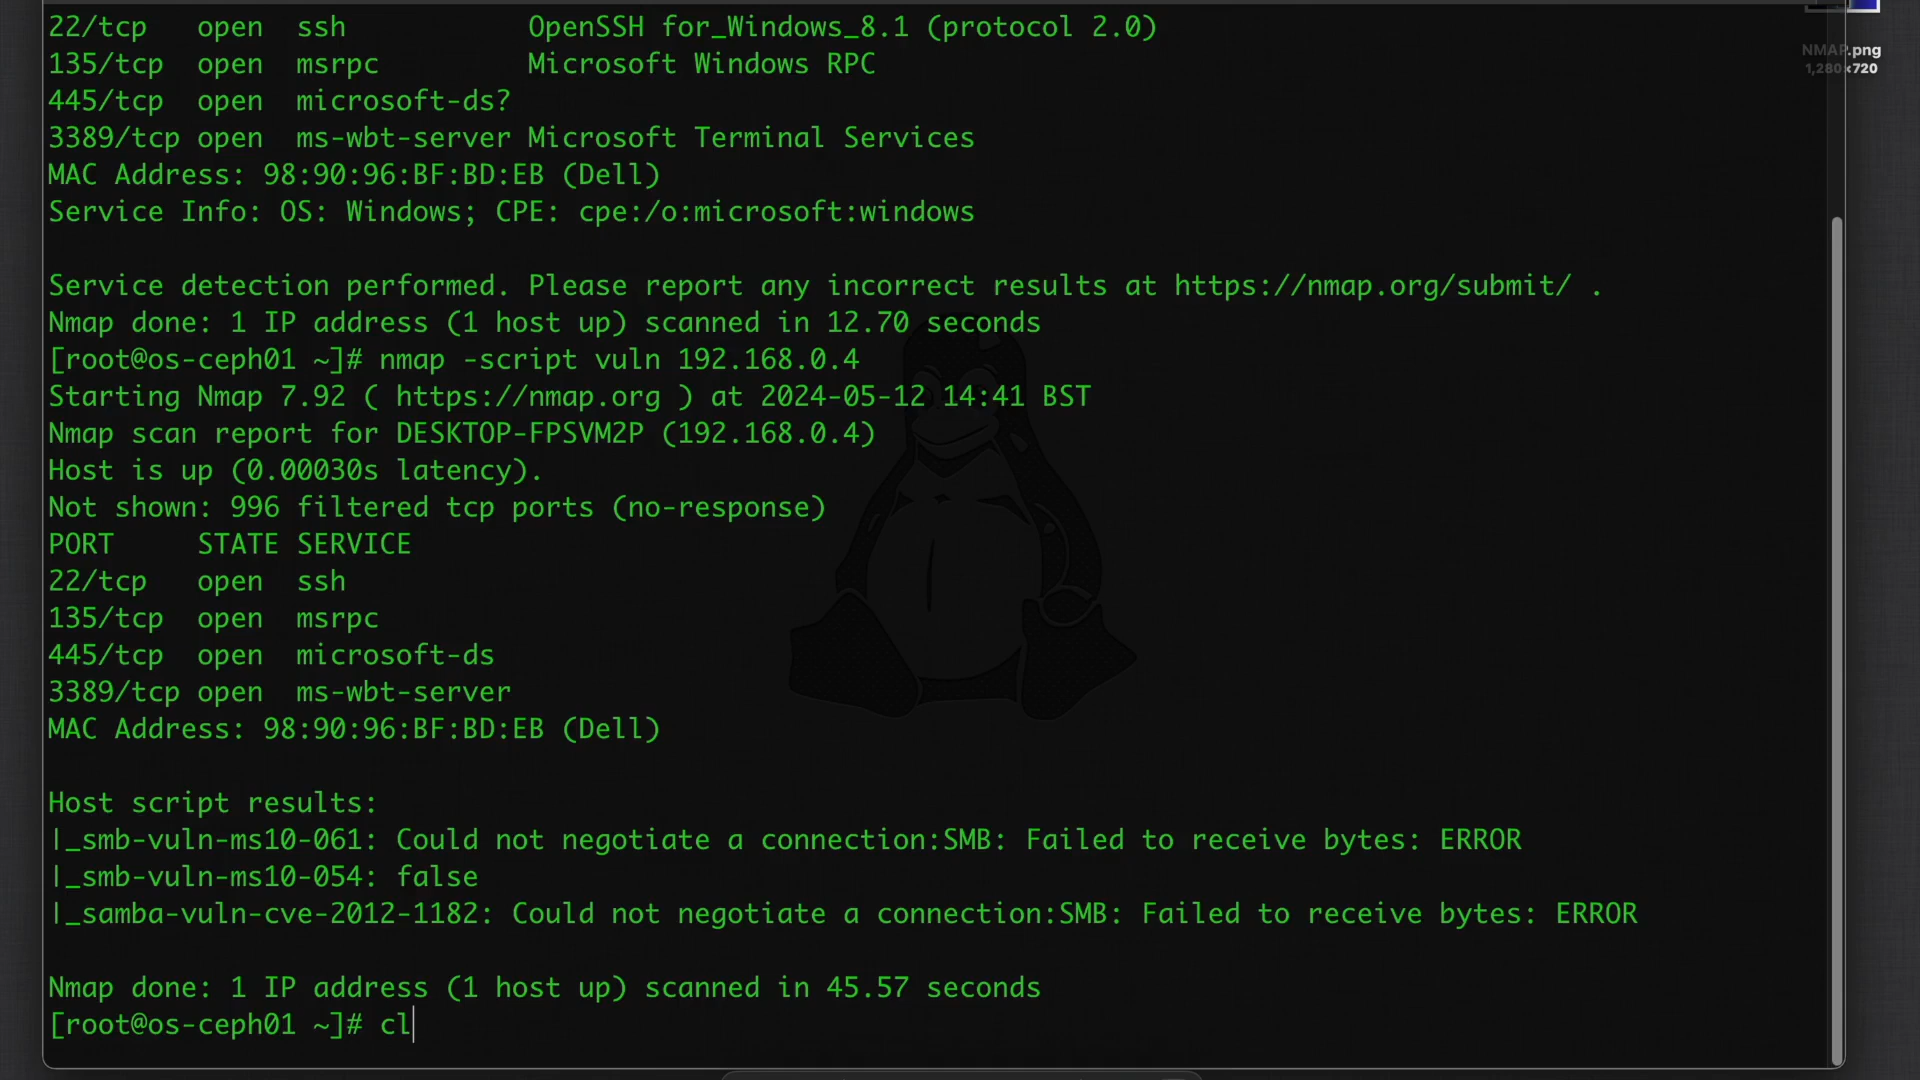 22/tcp   open  ssh           OpenSSH for_Windows_8.1 (protocol 2.0)
NMAP.png
135/tcp  open  msrpc         Microsoft Windows RPC
1,280×720
445/tcp  open  microsoft-ds?
3389/tcp open  ms-wbt-server Microsoft Terminal Services
MAC Address: 98:90:96:BF:BD:EB (Dell)
Service Info: OS: Windows; CPE: cpe:/o:microsoft:windows
Service detection performed. Please report any incorrect results at https://nmap.org/submit/ .
Nmap done: 1 IP address (1 host up) scanned in 12.70 seconds
[root@os-ceph01 ~]# nmap -script vuln 192.168.0.4
Starting Nmap 7.92 ( https://nmap.org ) at 2024-05-12 14:41 BST
Nmap scan report for DESKTOP-FPSVM2P (192.168.0.4)
Host is up (0.00030s latency).
Not shown: 996 filtered tcp ports (no-response)
PORT     STATE SERVICE
22/tcp   open  ssh
135/tcp  open  msrpc
445/tcp  open  microsoft-ds
3389/tcp open  ms-wbt-server
MAC Address: 98:90:96:BF:BD:EB (Dell)
Host script results:
|_smb-vuln-ms10-061: Could not negotiate a connection:SMB: Failed to receive bytes: ERROR
|_smb-vuln-ms10-054: false
|_samba-vuln-cve-2012-1182: Could not negotiate a connection:SMB: Failed to receive bytes: ERROR
Nmap done: 1 IP address (1 host up) scanned in 45.57 seconds
[root@os-ceph01 ~]# cl